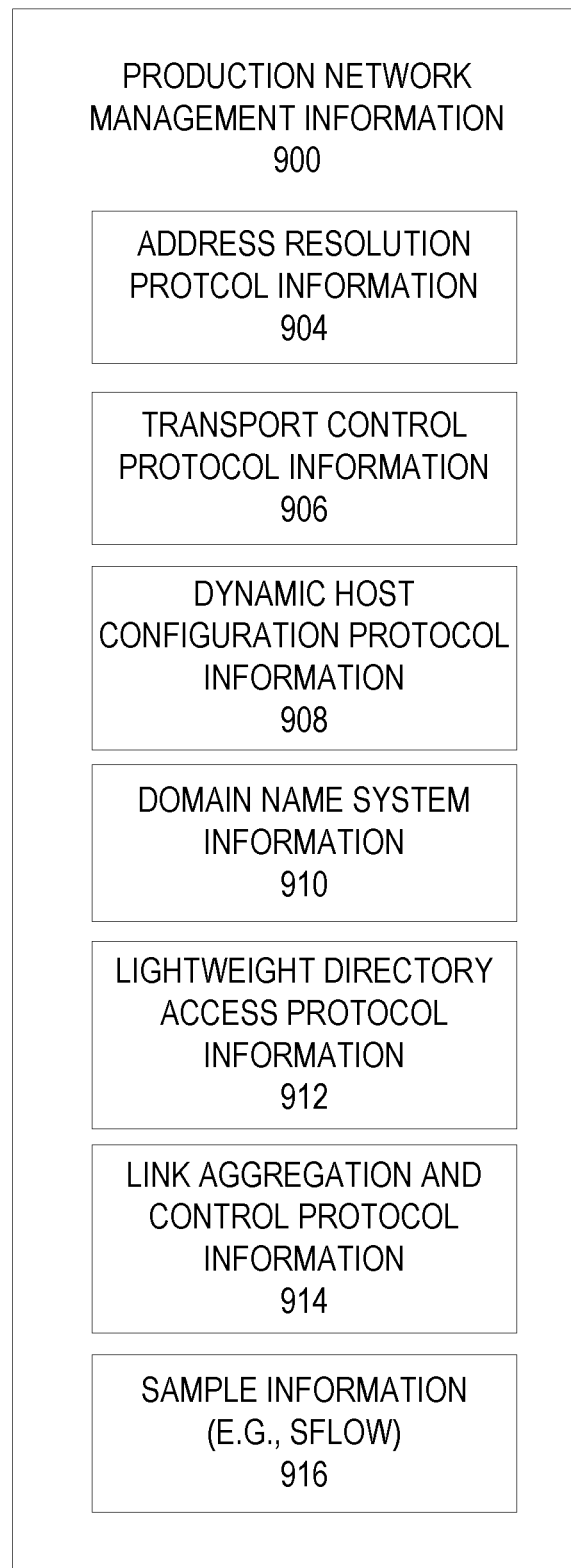 PRODUCTION NETWORK
MANAGEMENT INFORMATION
900
ADDRESS RESOLUTION
PROTCOL INFORMATION
904
TRANSPORT CONTROL
PROTOCOL INFORMATION
906
DYNAMIC HOST
CONFIGURATION PROTOCOL
INFORMATION
908
DOMAIN NAME SYSTEM
INFORMATION
910
LIGHTWEIGHT DIRECTORY
ACCESS PROTOCOL
INFORMATION
912
LINK AGGREGATION AND
CONTROL PROTOCOL
INFORMATION
914
SAMPLE INFORMATION
(E.G., SFLOW)
916